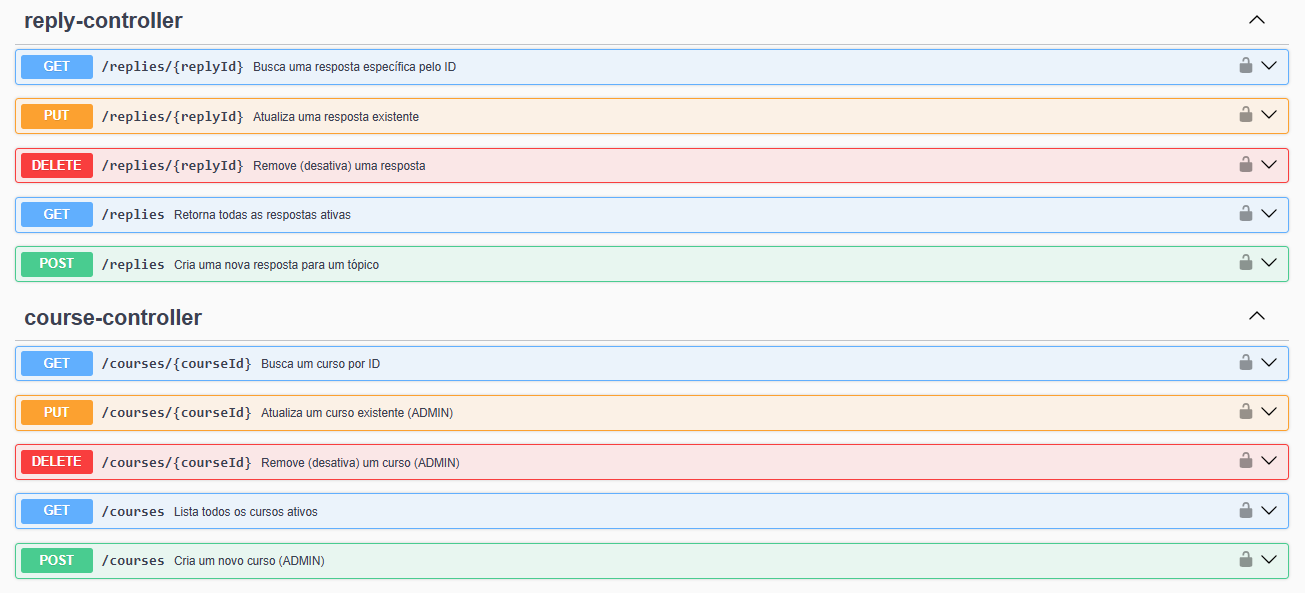 reply-controller
GET /replies/{replyId} Busca uma resposta específica pelo ID
PUT /replies/{replyId} Atualiza uma resposta existente
DELETE /replies/{replyId} Remove (desativa) uma resposta
GET /replies Retorna todas as respostas ativas
POST /replies Cria uma nova resposta para um tópico
course-controller
GET /courses/{courseId} Busca um curso por ID
PUT /courses/{courseId} Atualiza um curso existente (ADMIN)
DELETE /courses/{courseId} Remove (desativa) um curso (ADMIN)
GET /courses Lista todos os cursos ativos
POST /courses Cria um novo curso (ADMIN)